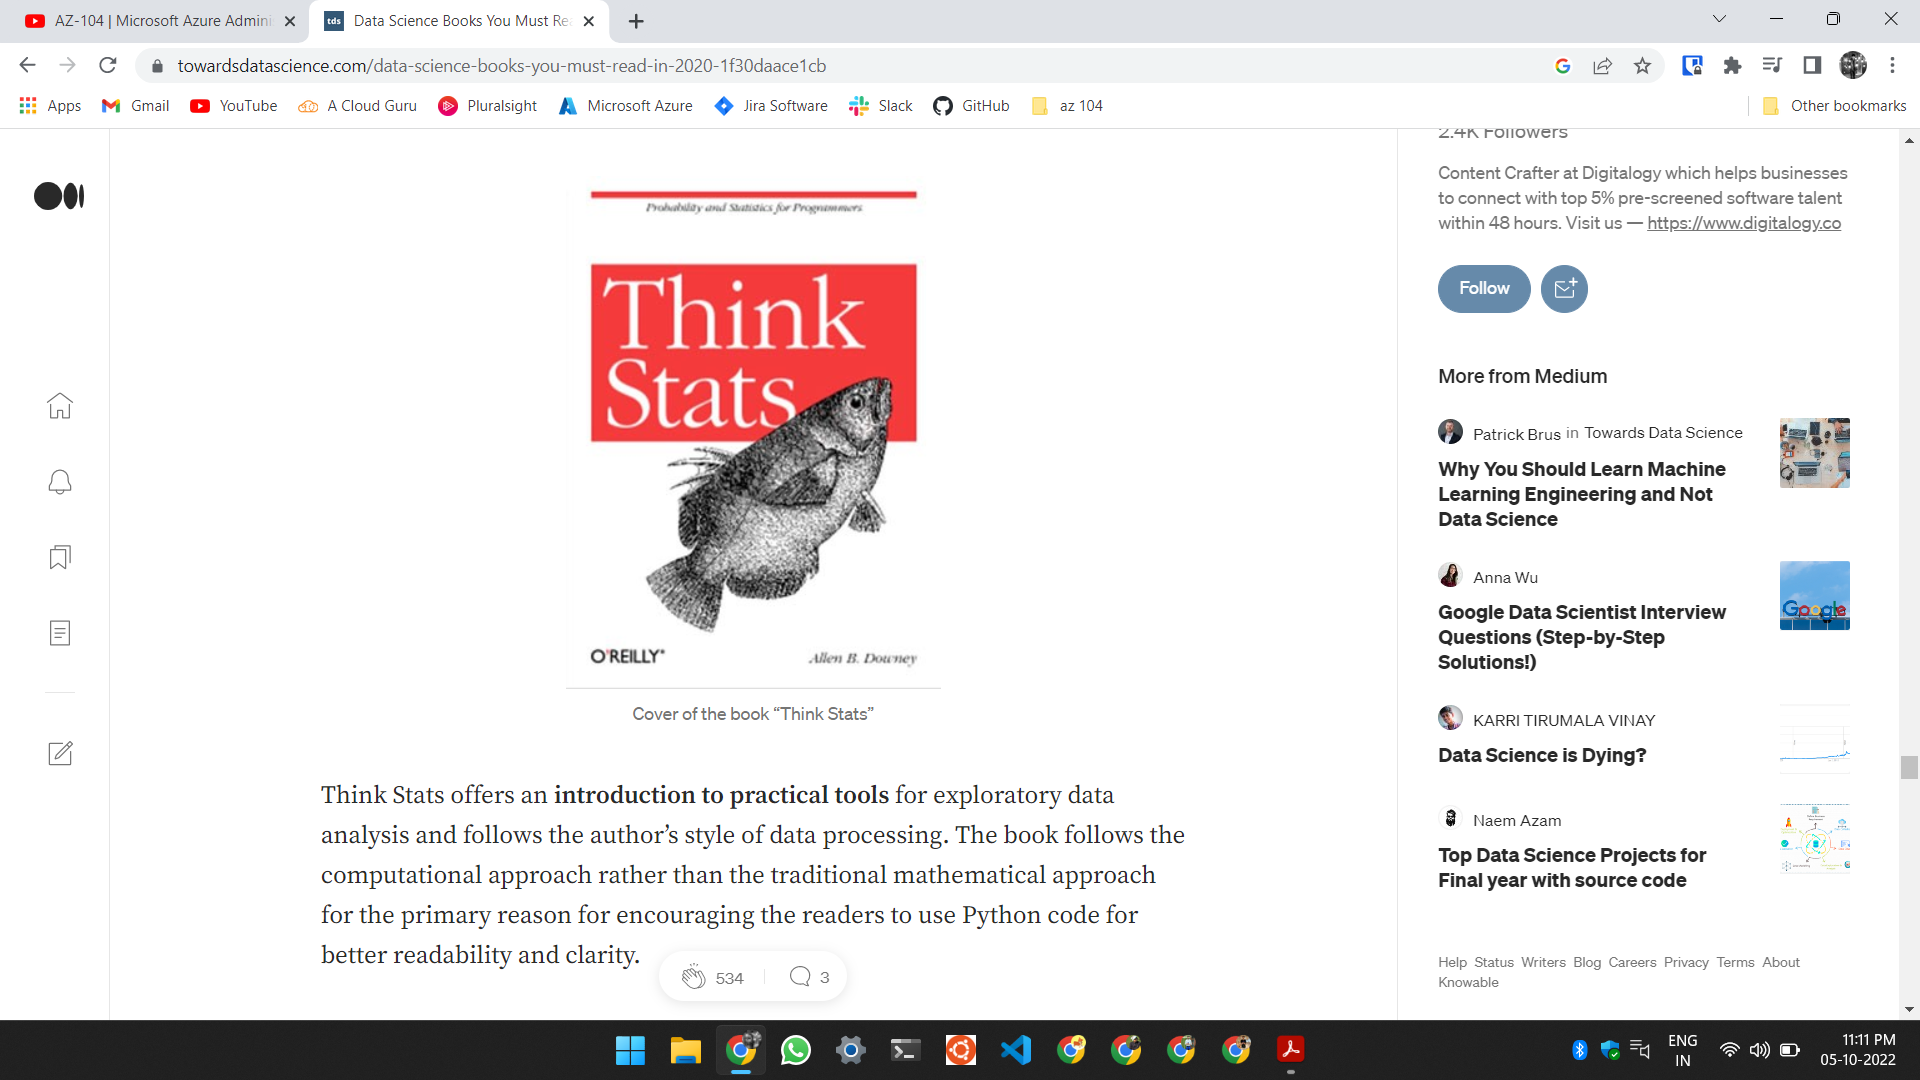 AZ-104 | Microsoft Azure Admini
Data Science Books You Must Re
towardsdatascience.com/data-science-books-you-must-read-in-2020-1f30daace1cb
Apps
Gmail
YouTube
A Cloud Guru
Pluralsight
Microsoft Azure
Jira Software
Slack
GitHub
az 104
Other bookmarks
Probability and Statistics for Programmers
Think
Stats
O'REILLY®
Allen B. Downey
Cover of the book “Think Stats”
Think Stats offers an introduction to practical tools for exploratory data
analysis and follows the author’s style of data processing. The book follows the
computational approach rather than the traditional mathematical approach
for the primary reason for encouraging the readers to use Python code for
better readability and clarity.
534
3
2.4K Followers
Content Crafter at Digitalogy which helps businesses
to connect with top 5% pre-screened software talent
within 48 hours. Visit us — https://www.digitalogy.co
Follow
More from Medium
Patrick Brus in Towards Data Science
Why You Should Learn Machine
Learning Engineering and Not
Data Science
Anna Wu
Google Data Scientist Interview
Questions (Step-by-Step
Solutions!)
Google
KARRI TIRUMALA VINAY
Data Science is Dying?
Naem Azam
Top Data Science Projects for
Final year with source code
Help Status Writers Blog Careers Privacy Terms About
Knowable
ENG
IN
11:11 PM
05-10-2022